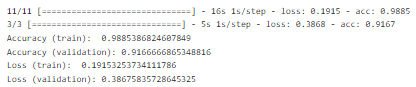 11/11 [==============================] - 16s 1s/step - loss: 0.1915 - acc: 0.9885
3/3 [==============================] - 5s 1s/step - loss: 0.3868 - acc: 0.9167
Accuracy (train):  0.9885386824607849
Accuracy (validation): 0.9166666865348816
Loss (train):  0.19153253734111786
Loss (validation): 0.38675835728645325